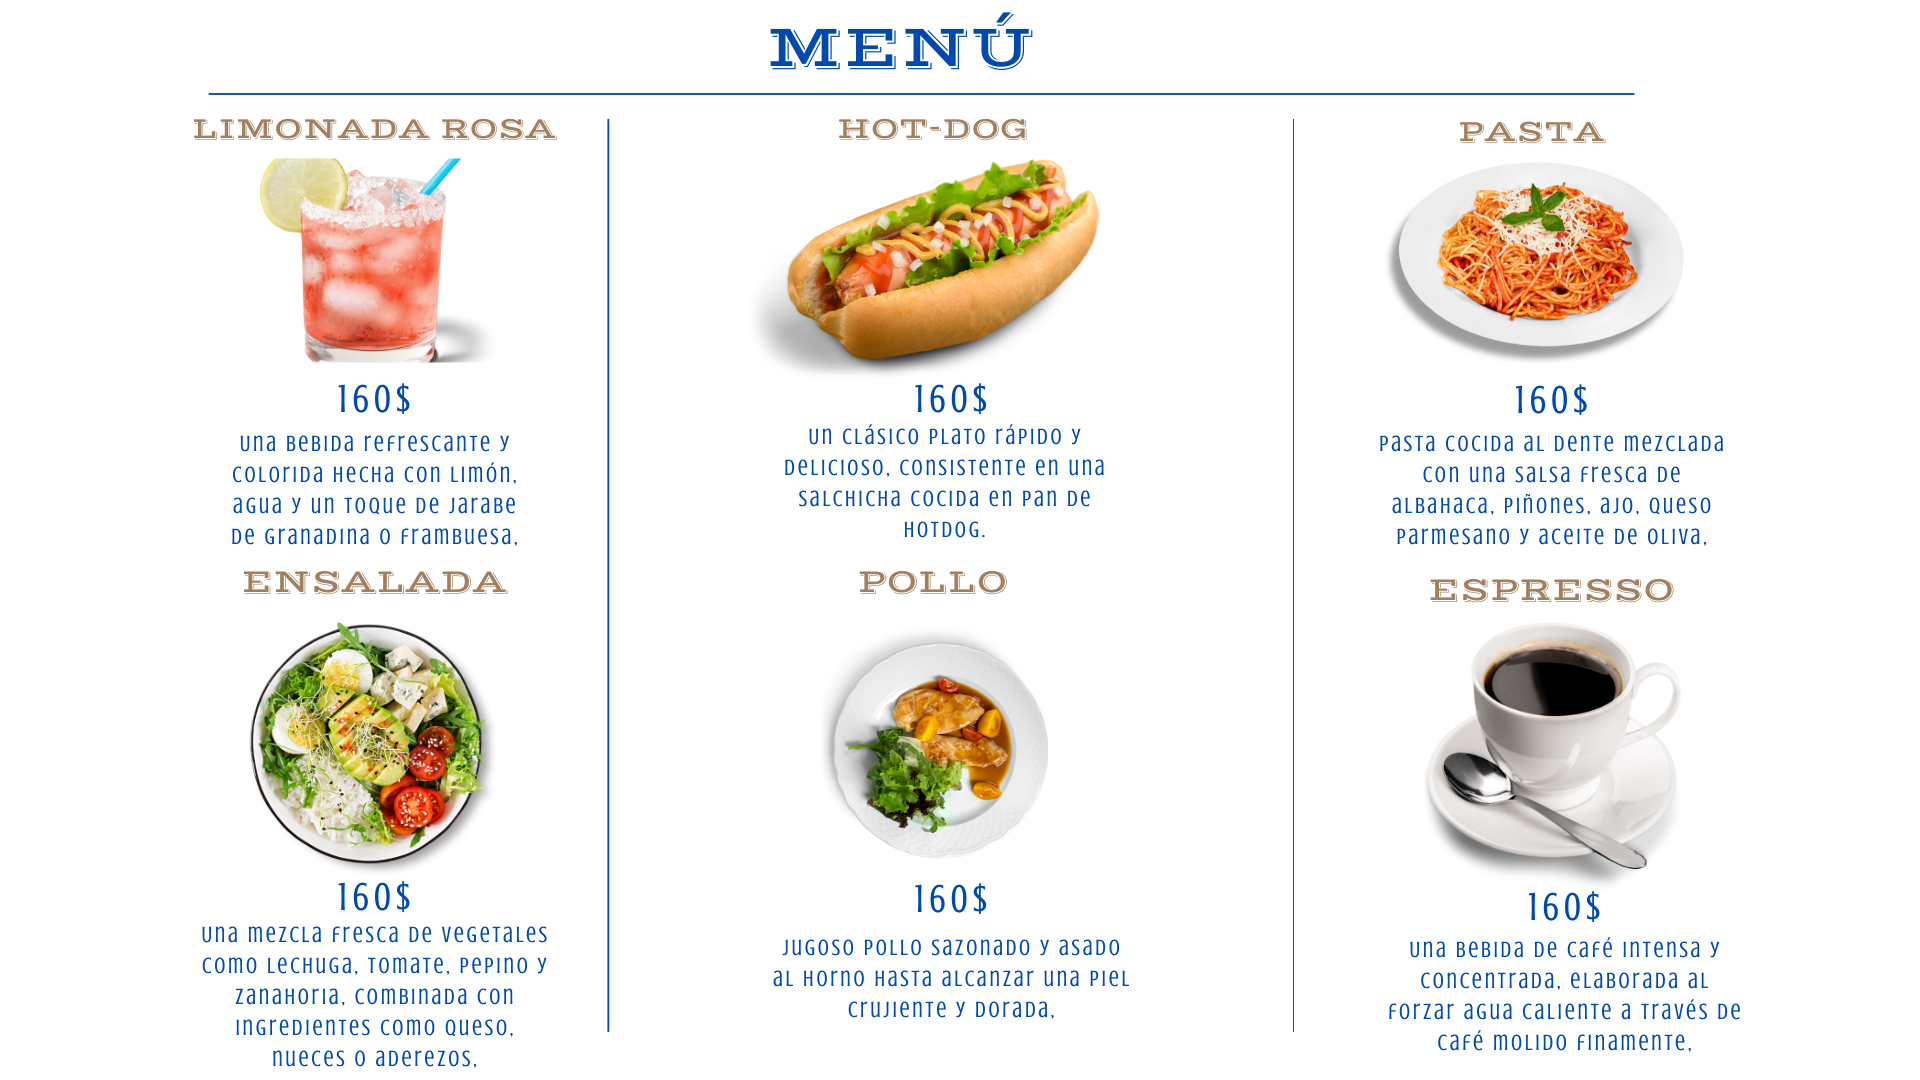 MENÚ
LIMONADA ROSA
160$
Una bebida refrescante y
colorida hecha con limón,
agua y un toque de jarabe
de granadina o frambuesa,
HOT-DOG
160$
Un clásico plato rápido y
delicioso, consistente en una
salchicha cocida en pan de
hotdog.
PASTA
160$
Pasta cocida al dente mezclada
con una salsa fresca de
albahaca, piñones, ajo, queso
parmesano y aceite de oliva,
ENSALADA
160$
Una mezcla fresca de vegetales
como lechuga, tomate, pepino y
zanahoria, combinada con
ingredientes como queso,
nueces o aderezos,
POLLO
160$
Jugoso pollo sazonado y asado
al horno hasta alcanzar una piel
crujiente y dorada,
ESPRESSO
160$
Una bebida de café intensa y
concentrada, elaborada al
forzar agua caliente a través de
café molido finamente,